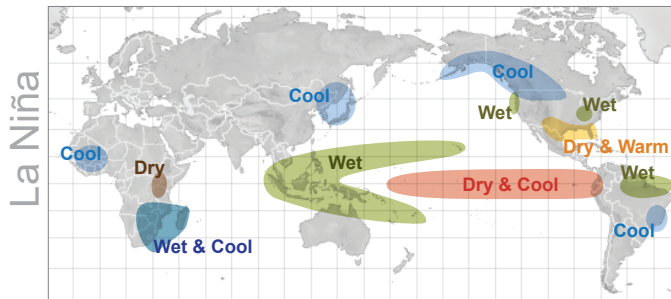 La Niña
Cool
Cool
Wet
Wet
Cool
Dry & Warm
Dry
Wet
Wet
Dry & Cool
Wet & Cool
Cool